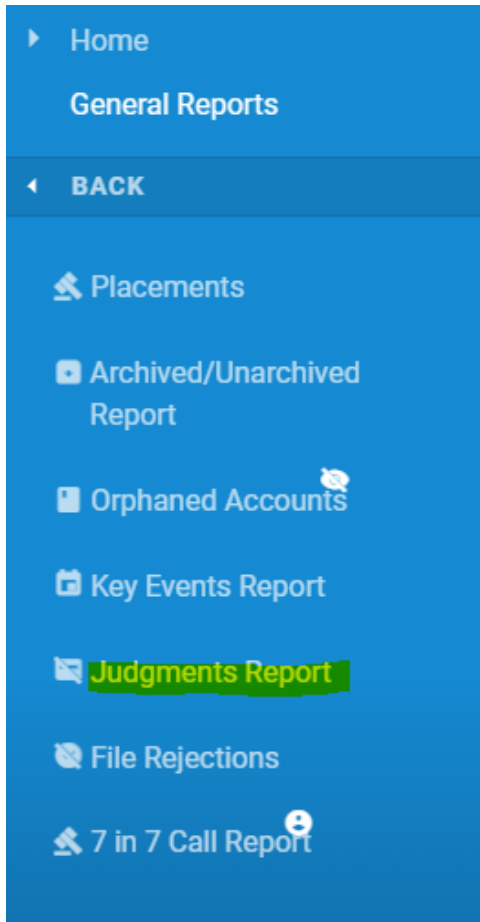 Home
General Reports
BACK
Placements
Archived/Unarchived
Report
Orphaned Accounts
Key Events Report
Judgments Report
File Rejections
7 in 7 Call Report